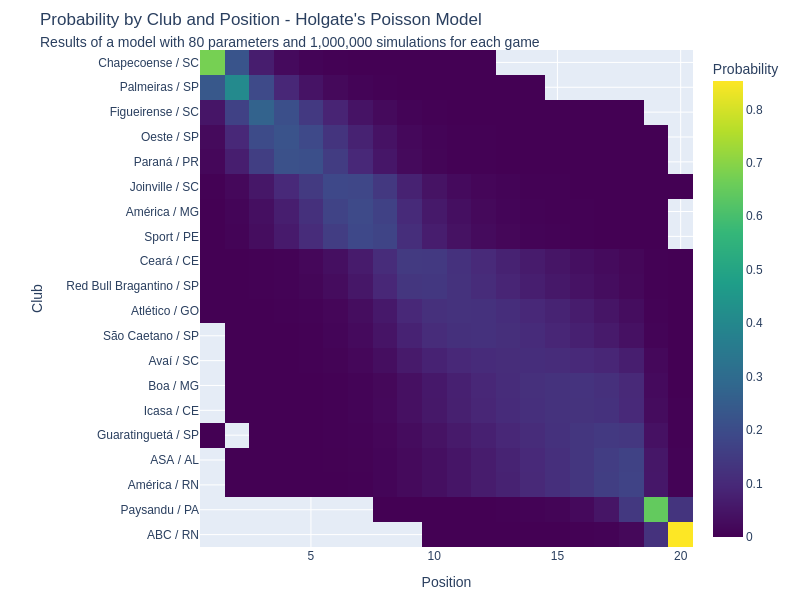 Probability by Club and Position - Holgate's Poisson Model
Results of a model with 80 parameters and 1,000,000 simulations for each game
Probability
Chapecoense / SC
Palmeiras / SP
Figueirense / SC
Oeste / SP
Paraná / PR
Joinville / SC
América / MG
Sport / PE
Ceará / CE
Red Bull Bragantino / SP
Atlético / GO
São Caetano / SP
Avaí / SC
Boa / MG
Icasa / CE
Guaratinguetá / SP
ASA / AL
América / RN
Paysandu / PA
ABC / RN
Club
5
10
15
20
Position
0.8
0.7
0.6
0.5
0.4
0.3
0.2
0.1
0